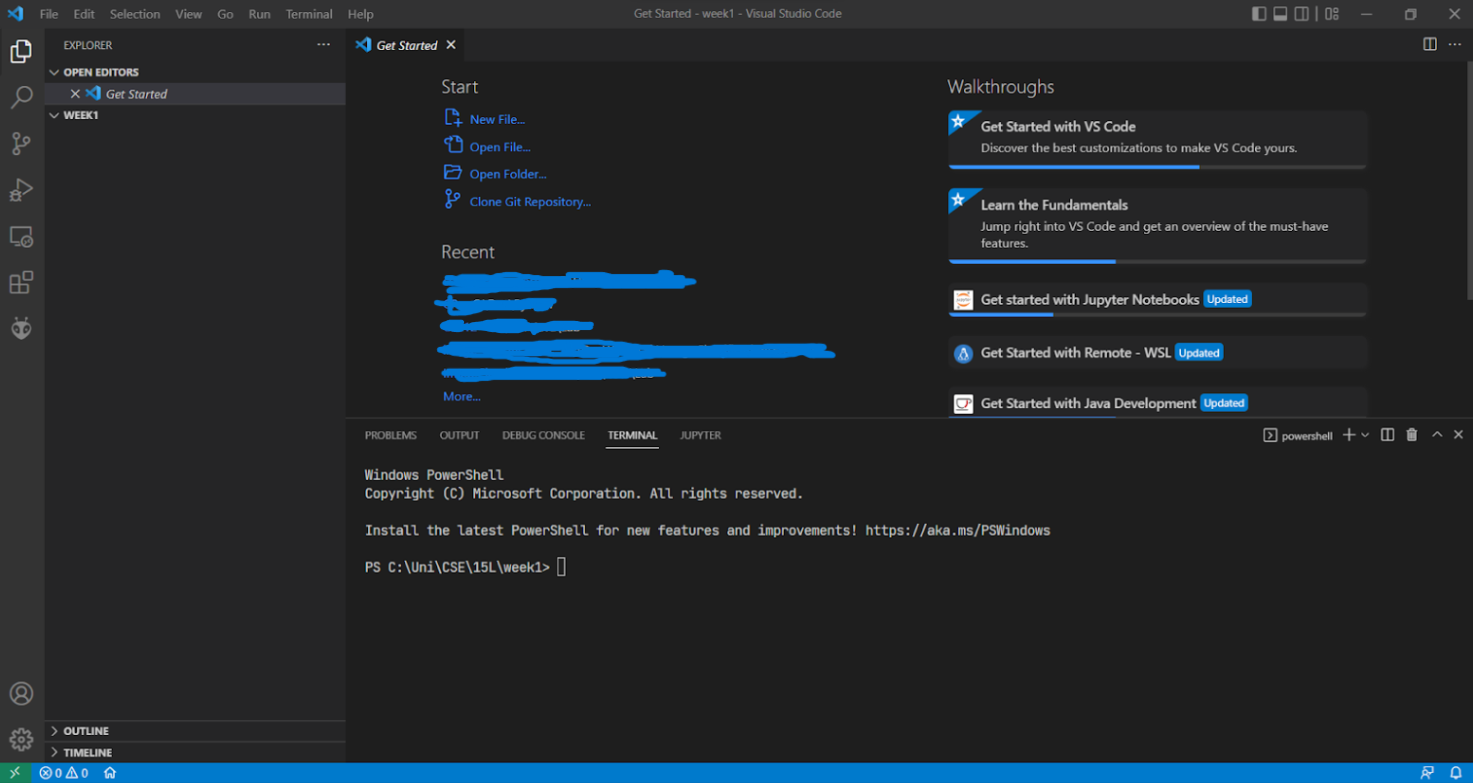 File Edit Selection View Go Run Terminal Help
Get Started - week1 - Visual Studio Code
EXPLORER
OPEN EDITORS
Get Started
WEEK1
OUTLINE
TIMELINE
Get Started
Start
New File...
Open File...
Open Folder...
Clone Git Repository...
Recent
More...
Walkthroughs
Get Started with VS Code
Discover the best customizations to make VS Code yours.
Learn the Fundamentals
Jump right into VS Code and get an overview of the must-have
features.
Get started with Jupyter Notebooks Updated
Get Started with Remote - WSL Updated
Get Started with Java Development Updated
PROBLEMS OUTPUT DEBUG CONSOLE TERMINAL JUPYTER
powershell
Windows PowerShell
Copyright (C) Microsoft Corporation. All rights reserved.
Install the latest PowerShell for new features and improvements! https://aka.ms/PSWindows
PS C:\Uni\CSE\15L\week1>
0 0